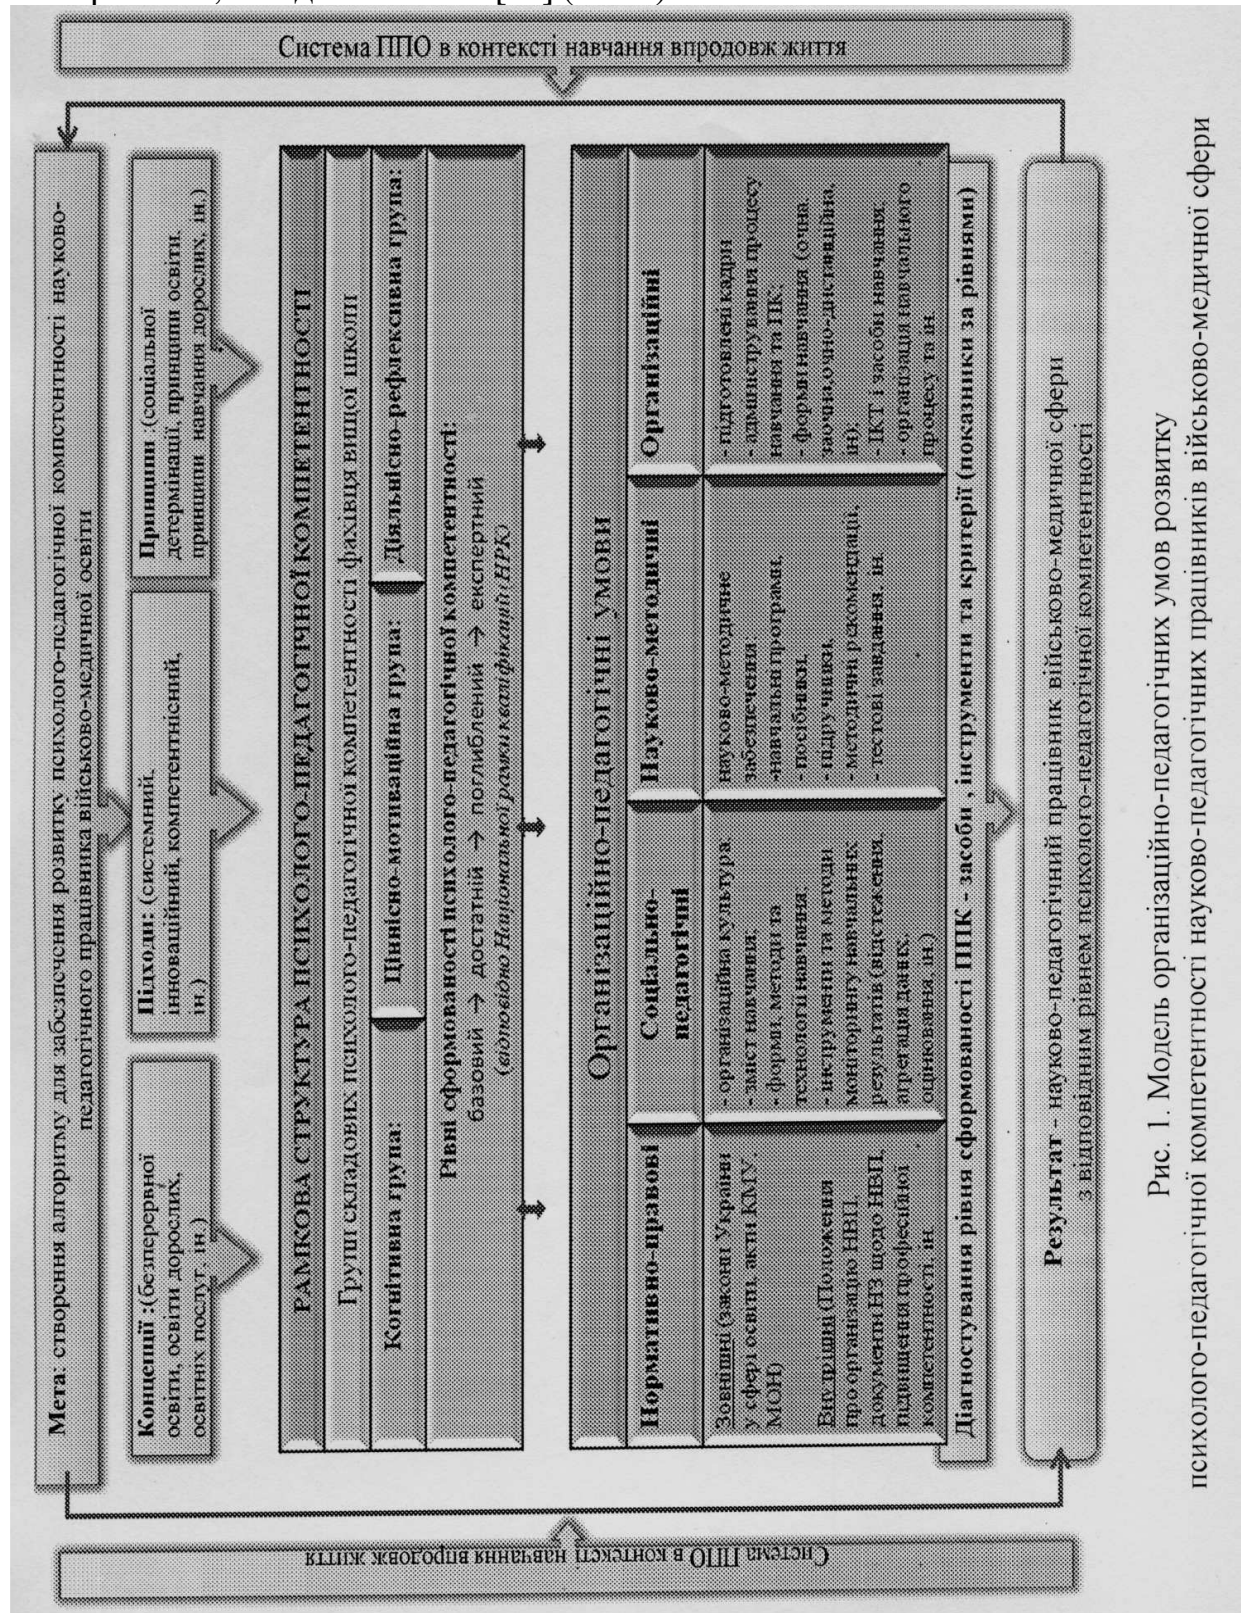 Система ППО в контексті навчання впродовж життя
Мета: створення алгоритму для забезпечення розвитку психолого-педагогічної компетентності науково-
педагогічного працівника військово-медичної освіти
Концепції :(безперервної
освіти, освіти дорослих,
освітніх послуг, ін.)
Підходи: (системний,
інноваційний, компетентнісний,
ін.)
Принципи :(соціальної
детермінації, принципи освіти,
принципи навчання дорослих, ін.)
РАМКОВА СТРУКТУРА ПСИХОЛОГО-ПЕДАГОГІЧНОЇ КОМПЕТЕНТНОСТІ
Групи складових психолого-педагогічної компетентності фахівця вищої школи
Когнітивна група:
Ціннісно-мотиваційна група:
Діяльнісно-рефлексивна група:
Рівні сформованості психолого-педагогічної компетентності:
базовий → достатній → поглиблений → експертний
(відповідно Національної рамки кваліфікацій НРК)
Організаційно-педагогічні умови
Нормативно-правові
Зовнішні (закони України
у сфері освіти, акти КМУ,
МОН)
Внутрішні (Положення
про організацію НВП,
документи НЗ щодо НВП,
підвищення професійної
компетентності, ін.
Соціально-
педагогічні
- організаційна культура,
- зміст навчання;
- форми, методи та
технології навчання,
- інструменти та методи
моніторингу навчальних
результатів (відстеження,
агрегація даних,
оцінювання, ін.)
Науково-методичні
науково-методичне
забезпечення:
-навчальні програми,
- посібники,
- підручники,
- методичні рекомендації,
- тестові завдання, ін.
Організаційні
- підготовлені кадри
- адміністрування процесу
навчання та ПК;
- форми навчання (очна,
заочна, очно-дистанційна,
ін),
- ІКТ і засоби навчання,
- організація навчального
процесу та ін.
Діагностування рівня сформованості ППК - засоби , інструменти та критерії (показники за рівнями)
Результат - науково-педагогічний працівник військово-медичної сфери
з відповідним рівнем психолого-педагогічної компетентності
Система ППО в контексті навчання впродовж життя
Рис. 1. Модель організаційно-педагогічних умов розвитку
психолого-педагогічної компетентності науково-педагогічних працівників військово-медичної сфери